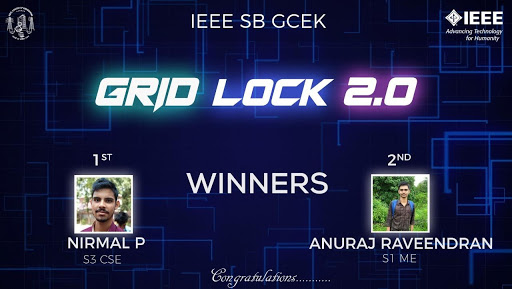 IEEE SB GCEK
IEEE
Advancing Technology
for Humanity
GRID LOCK 2.0
1ST
2ND
WINNERS
NIRMAL P
S3 CSE
ANURAJ RAVEENDRAN
S1 ME
Congratulations...........